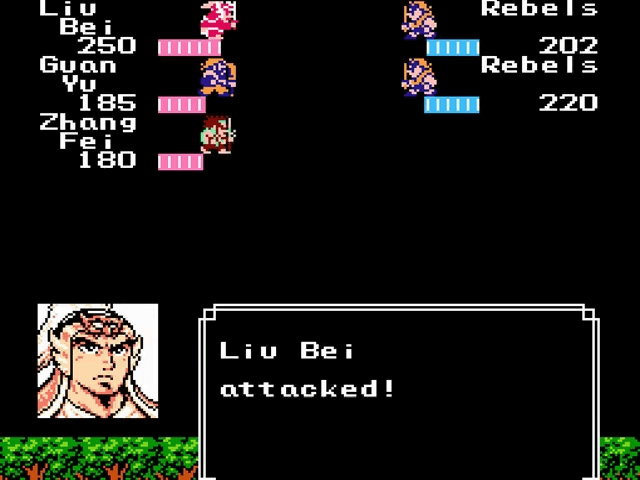 Liu
Bei
250
Rebels
202
Guan
Yu
185
Rebels
220
Zhang
Fei
180
Liu Bei
attacked!